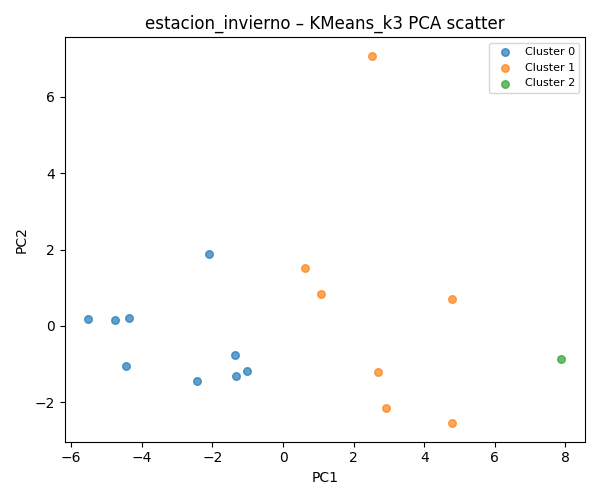 estacion_invierno – KMeans_k3 PCA scatter
Cluster 0
Cluster 1
Cluster 2
PC2
6
4
2
0
−2
−6
−4
−2
0
2
4
6
8
PC1